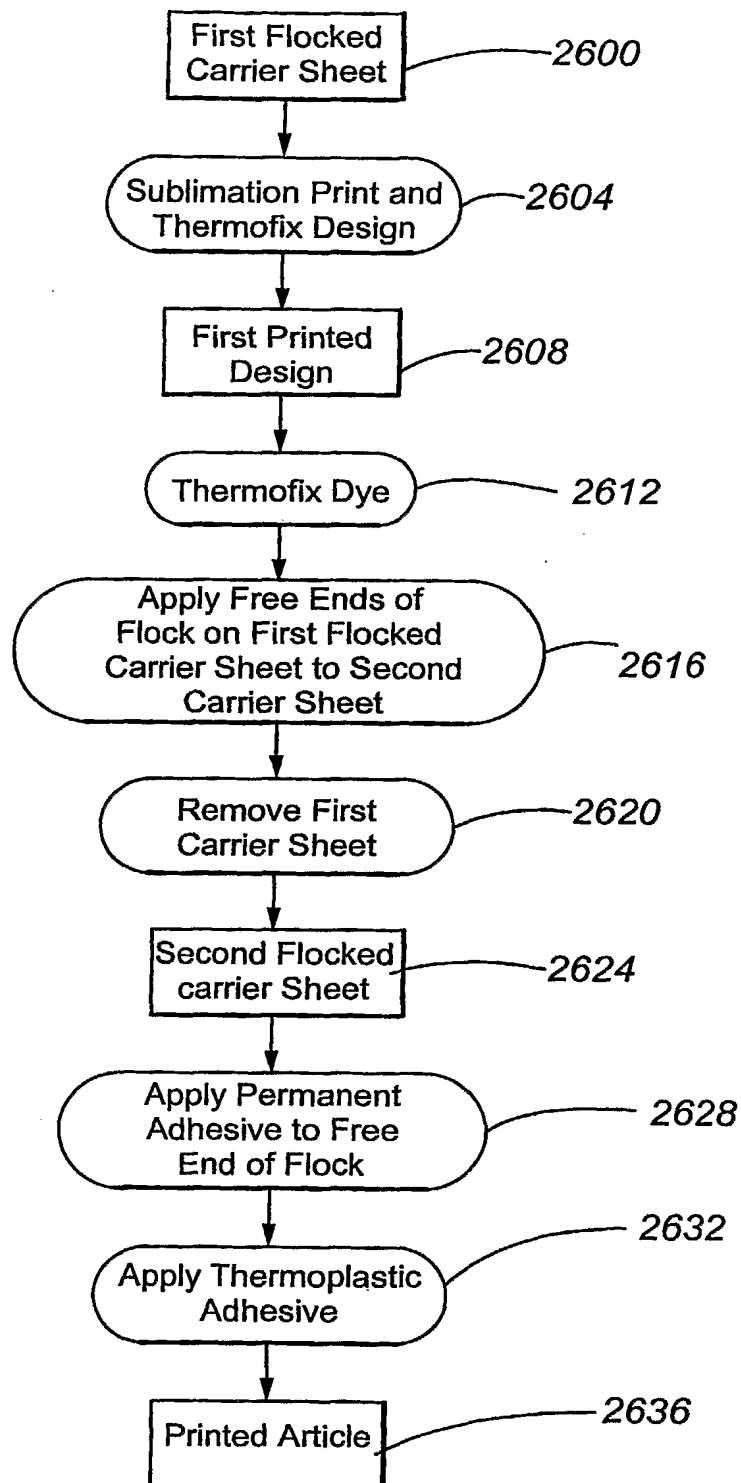 First Flocked
Carrier Sheet
2600
Sublimation Print and
Thermofix Design
2604
First Printed
Design
2608
Thermofix Dye
2612
Apply Free Ends of
Flock on First Flocked
Carrier Sheet to Second
Carrier Sheet
2616
Remove First
Carrier Sheet
2620
Second Flocked
carrier Sheet
2624
Apply Permanent
Adhesive to Free
End of Flock
2628
Apply Thermoplastic
Adhesive
2632
Printed Article
2636